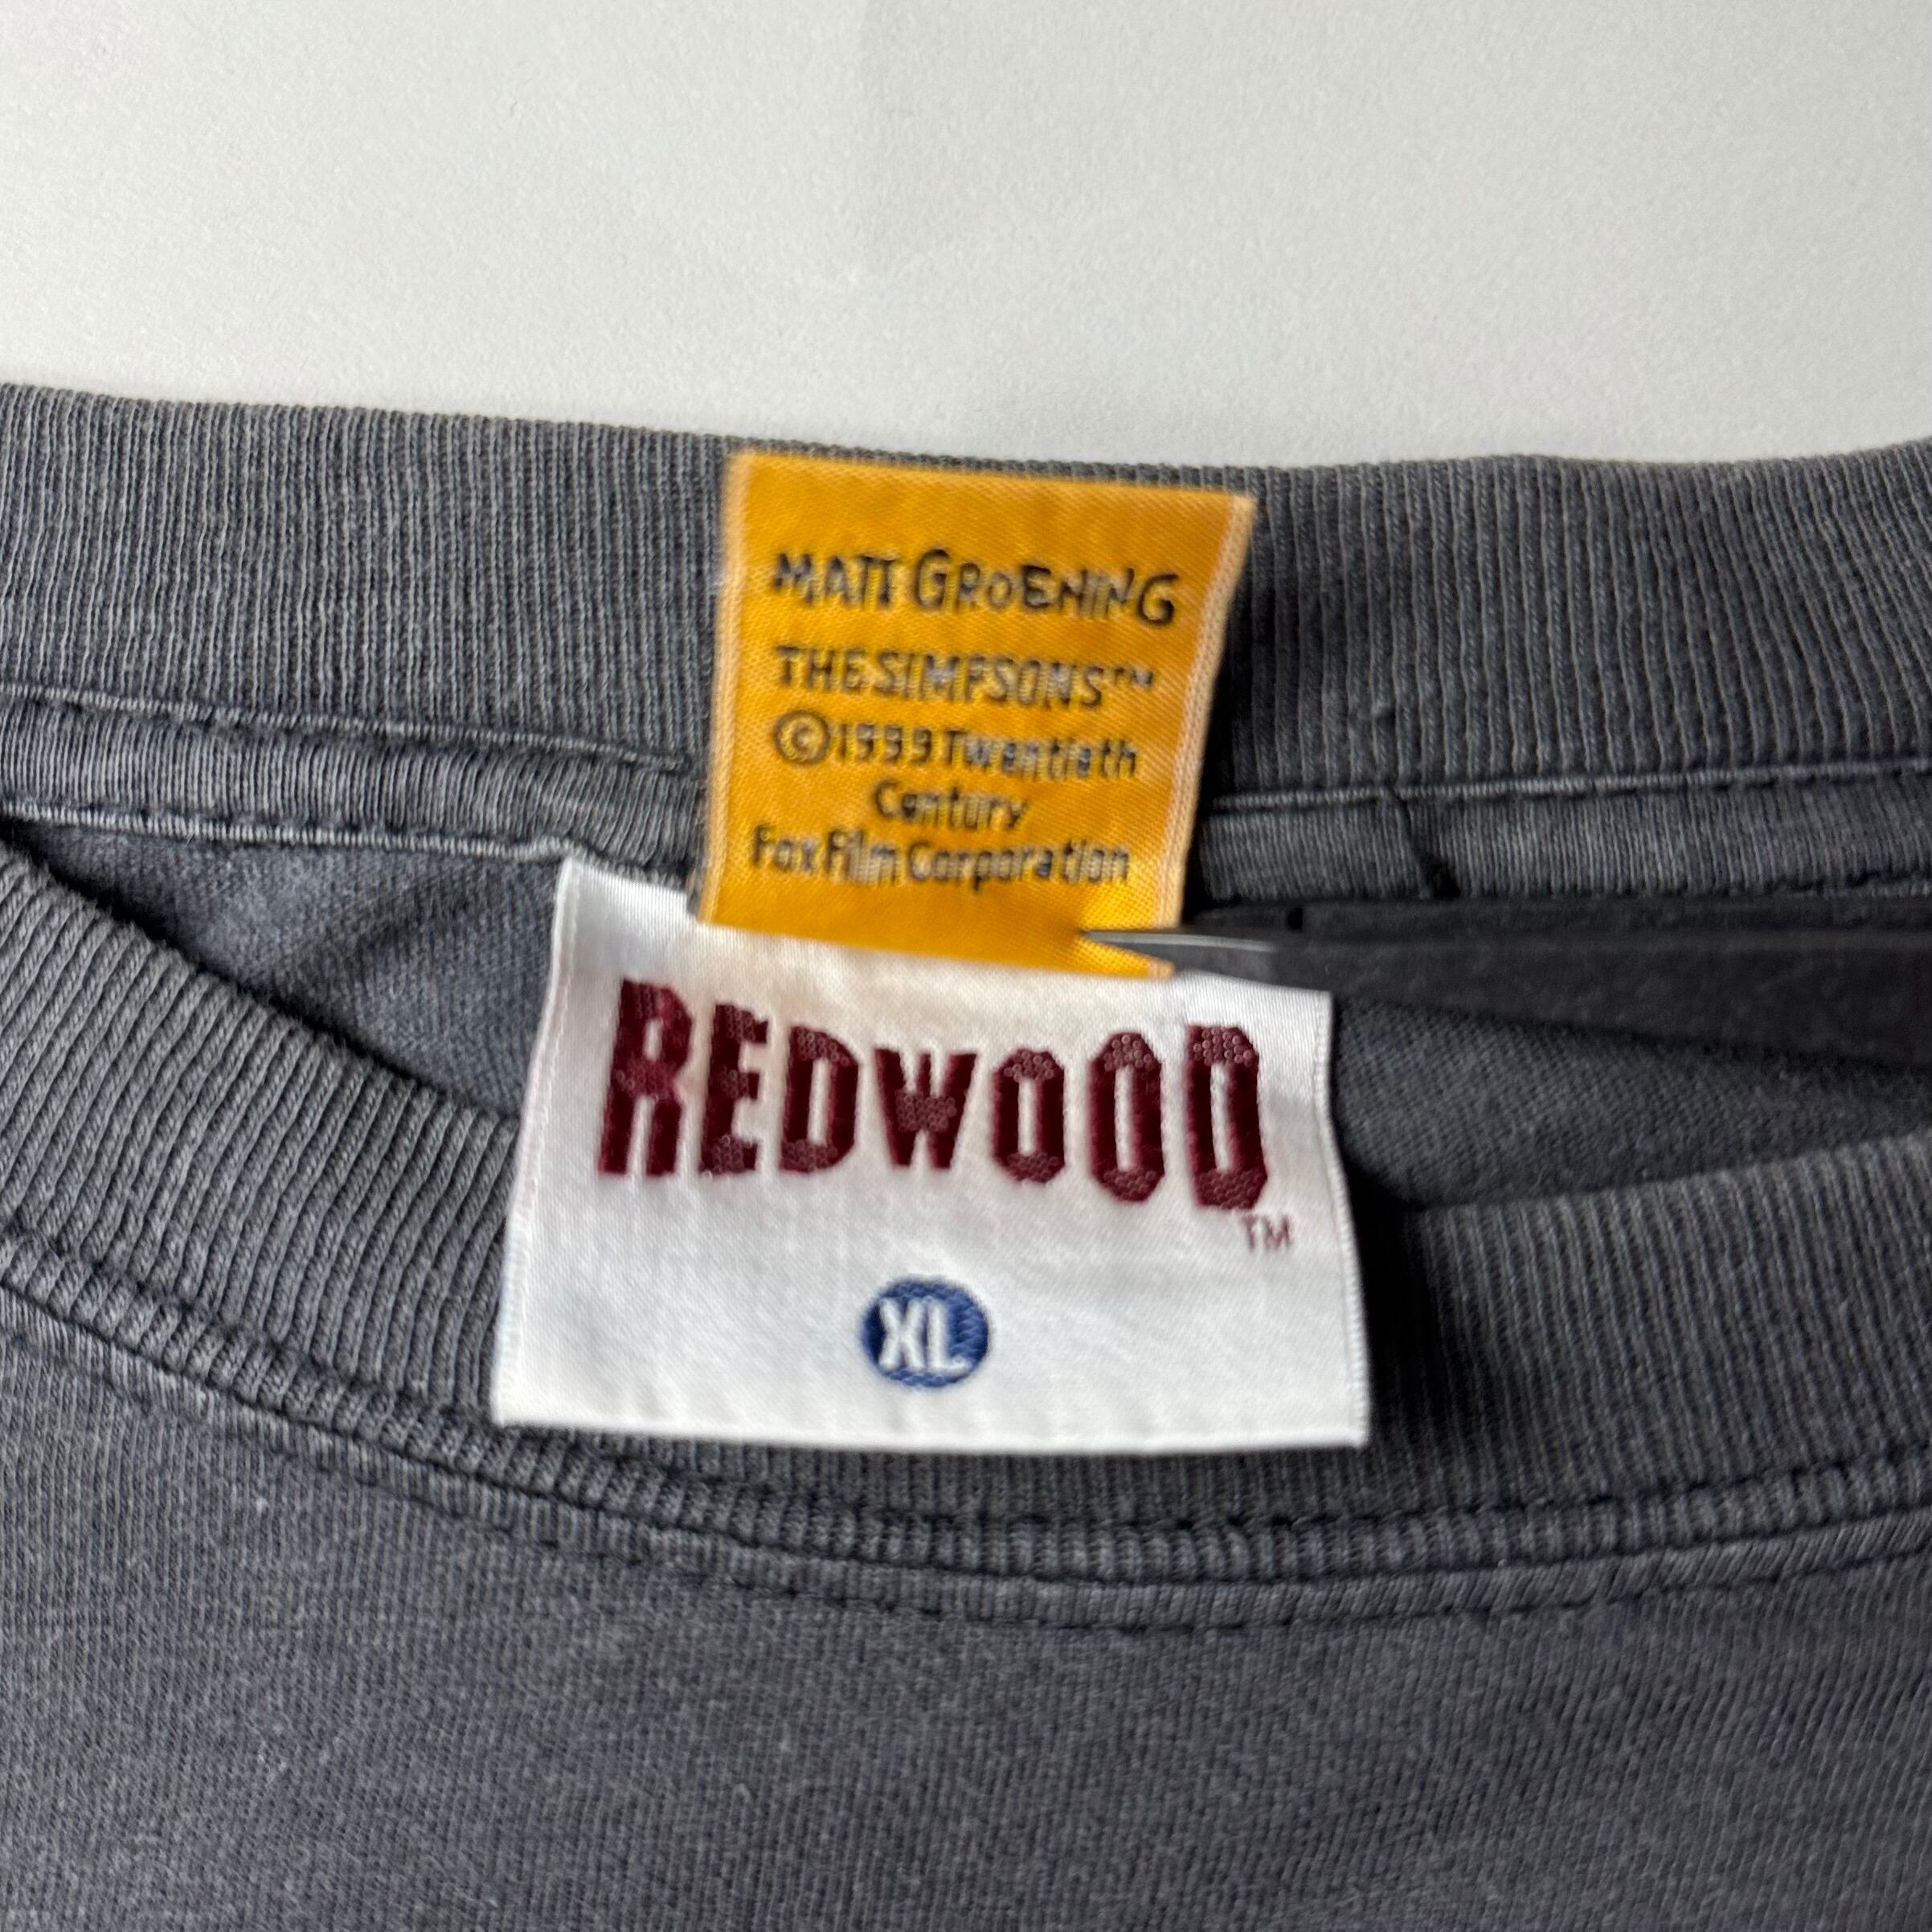 MATT GROENING
THE SIMPSONS™
©1999 Twentieth
Century
Fox Film Corporation
REDWOOD
TM
XL